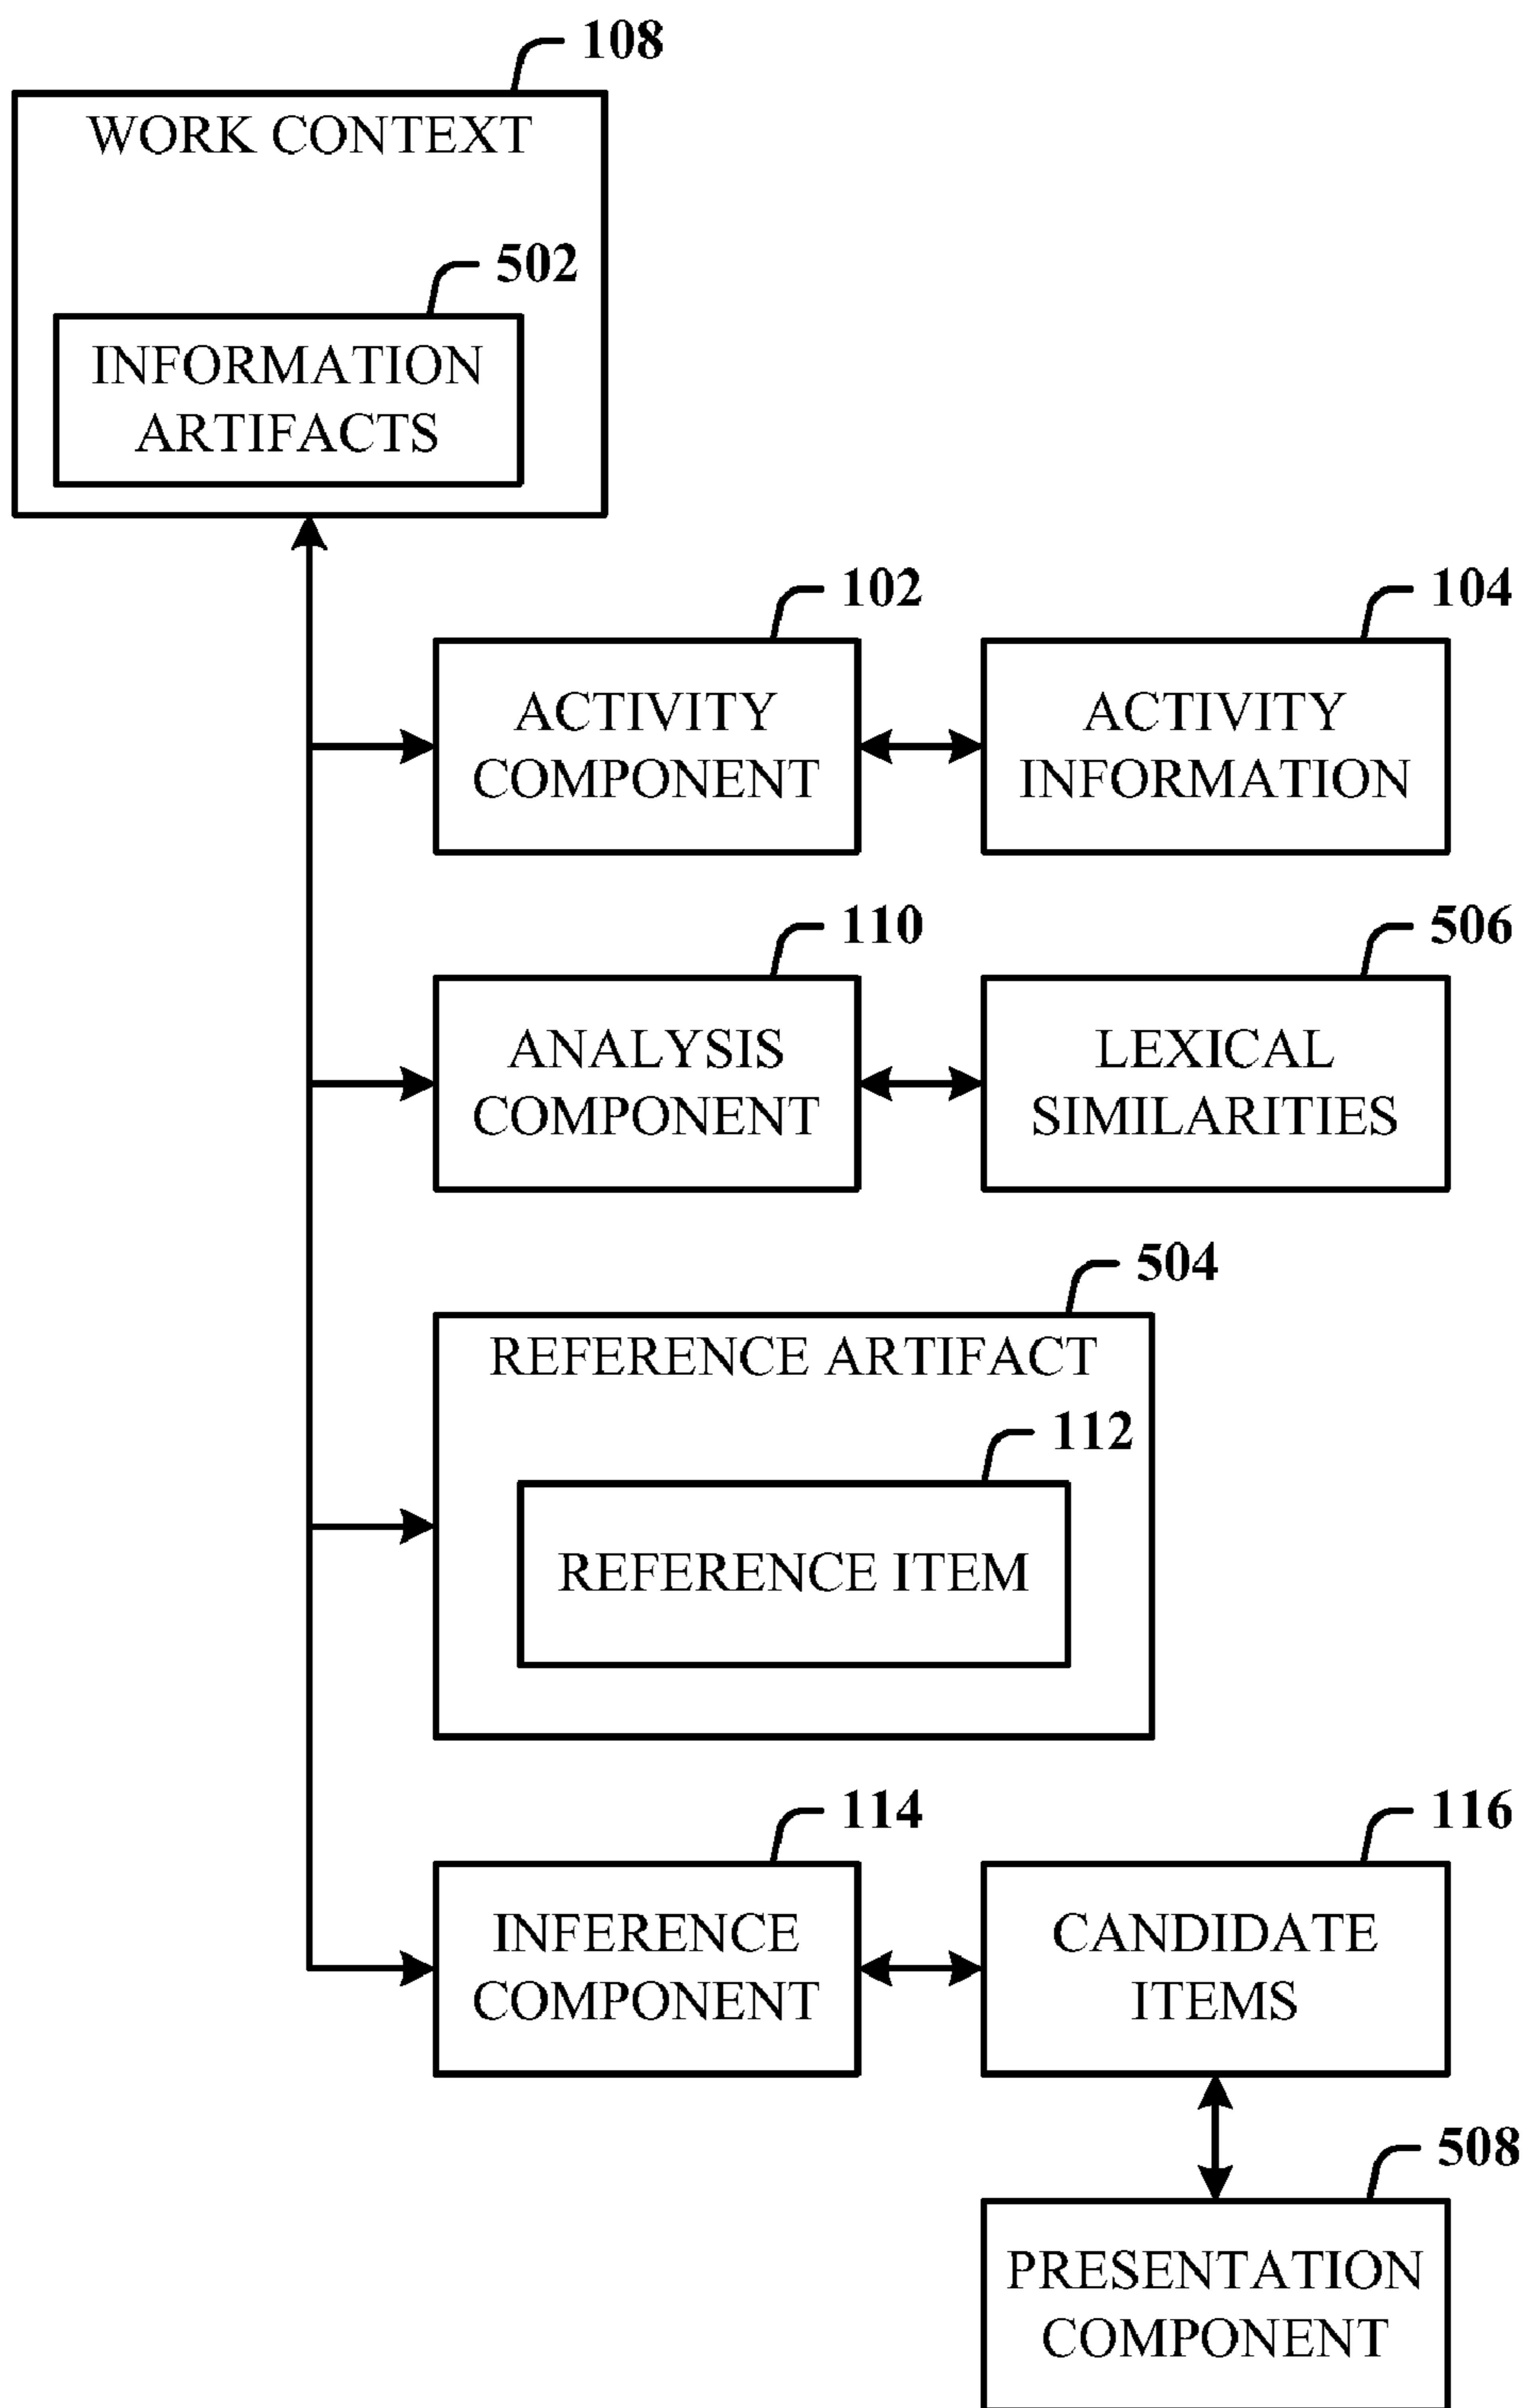 108
WORK CONTEXT
502
INFORMATION
ARTIFACTS
102
104
ACTIVITY
COMPONENT
ACTIVITY
INFORMATION
110
506
ANALYSIS
COMPONENT
LEXICAL
SIMILARITIES
504
REFERENCE ARTIFACT
112
REFERENCE ITEM
114
116
INFERENCE
COMPONENT
CANDIDATE
ITEMS
508
PRESENTATION
COMPONENT